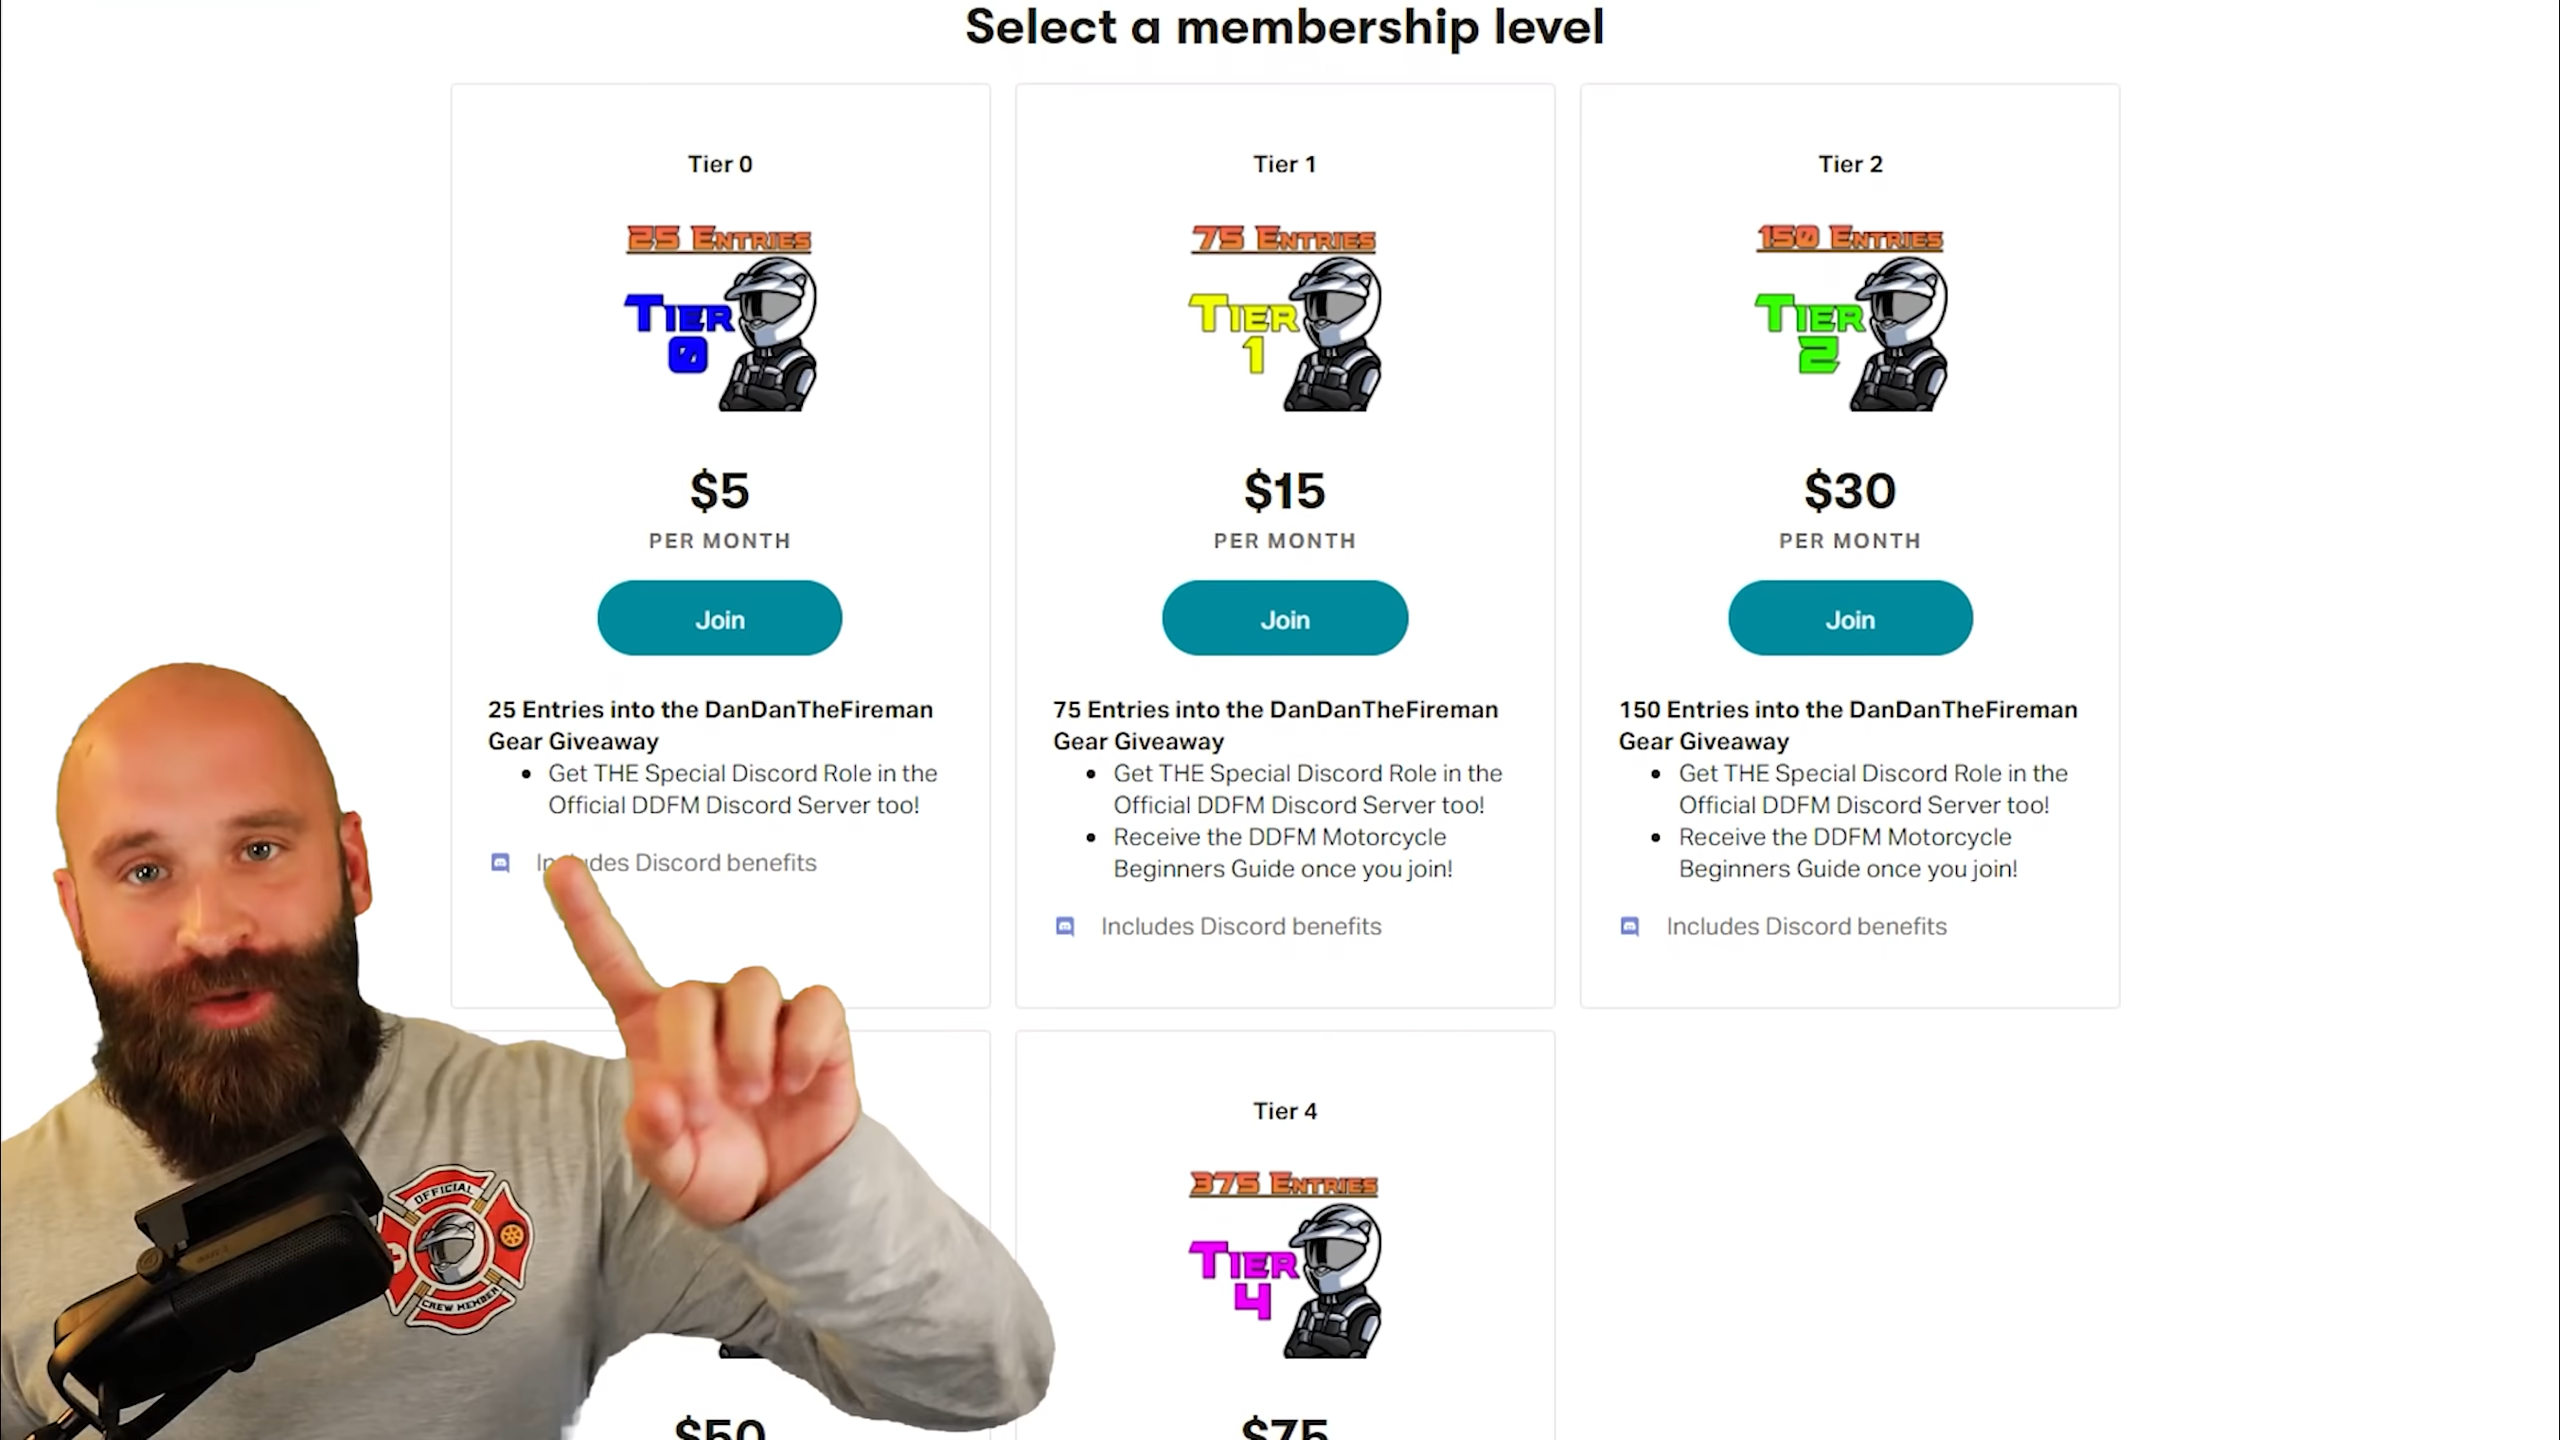 Select a membership level
Tier 0
25 Entries
Tier
0
$5
PER MONTH
Join
25 Entries into the DanDanTheFireman
Gear Giveaway
Get THE Special Discord Role in the
Official DDFM Discord Server too!
Includes Discord benefits
Tier 1
75 Entries
Tier
1
$15
PER MONTH
Join
75 Entries into the DanDanTheFireman
Gear Giveaway
Get THE Special Discord Role in the
Official DDFM Discord Server too!
Receive the DDFM Motorcycle
Beginners Guide once you join!
Includes Discord benefits
Tier 2
150 Entries
Tier
2
$30
PER MONTH
Join
150 Entries into the DanDanTheFireman
Gear Giveaway
Get THE Special Discord Role in the
Official DDFM Discord Server too!
Receive the DDFM Motorcycle
Beginners Guide once you join!
Includes Discord benefits
$50
Tier 4
375 Entries
Tier
4
$75
OFFICIAL
CREW MEMBER